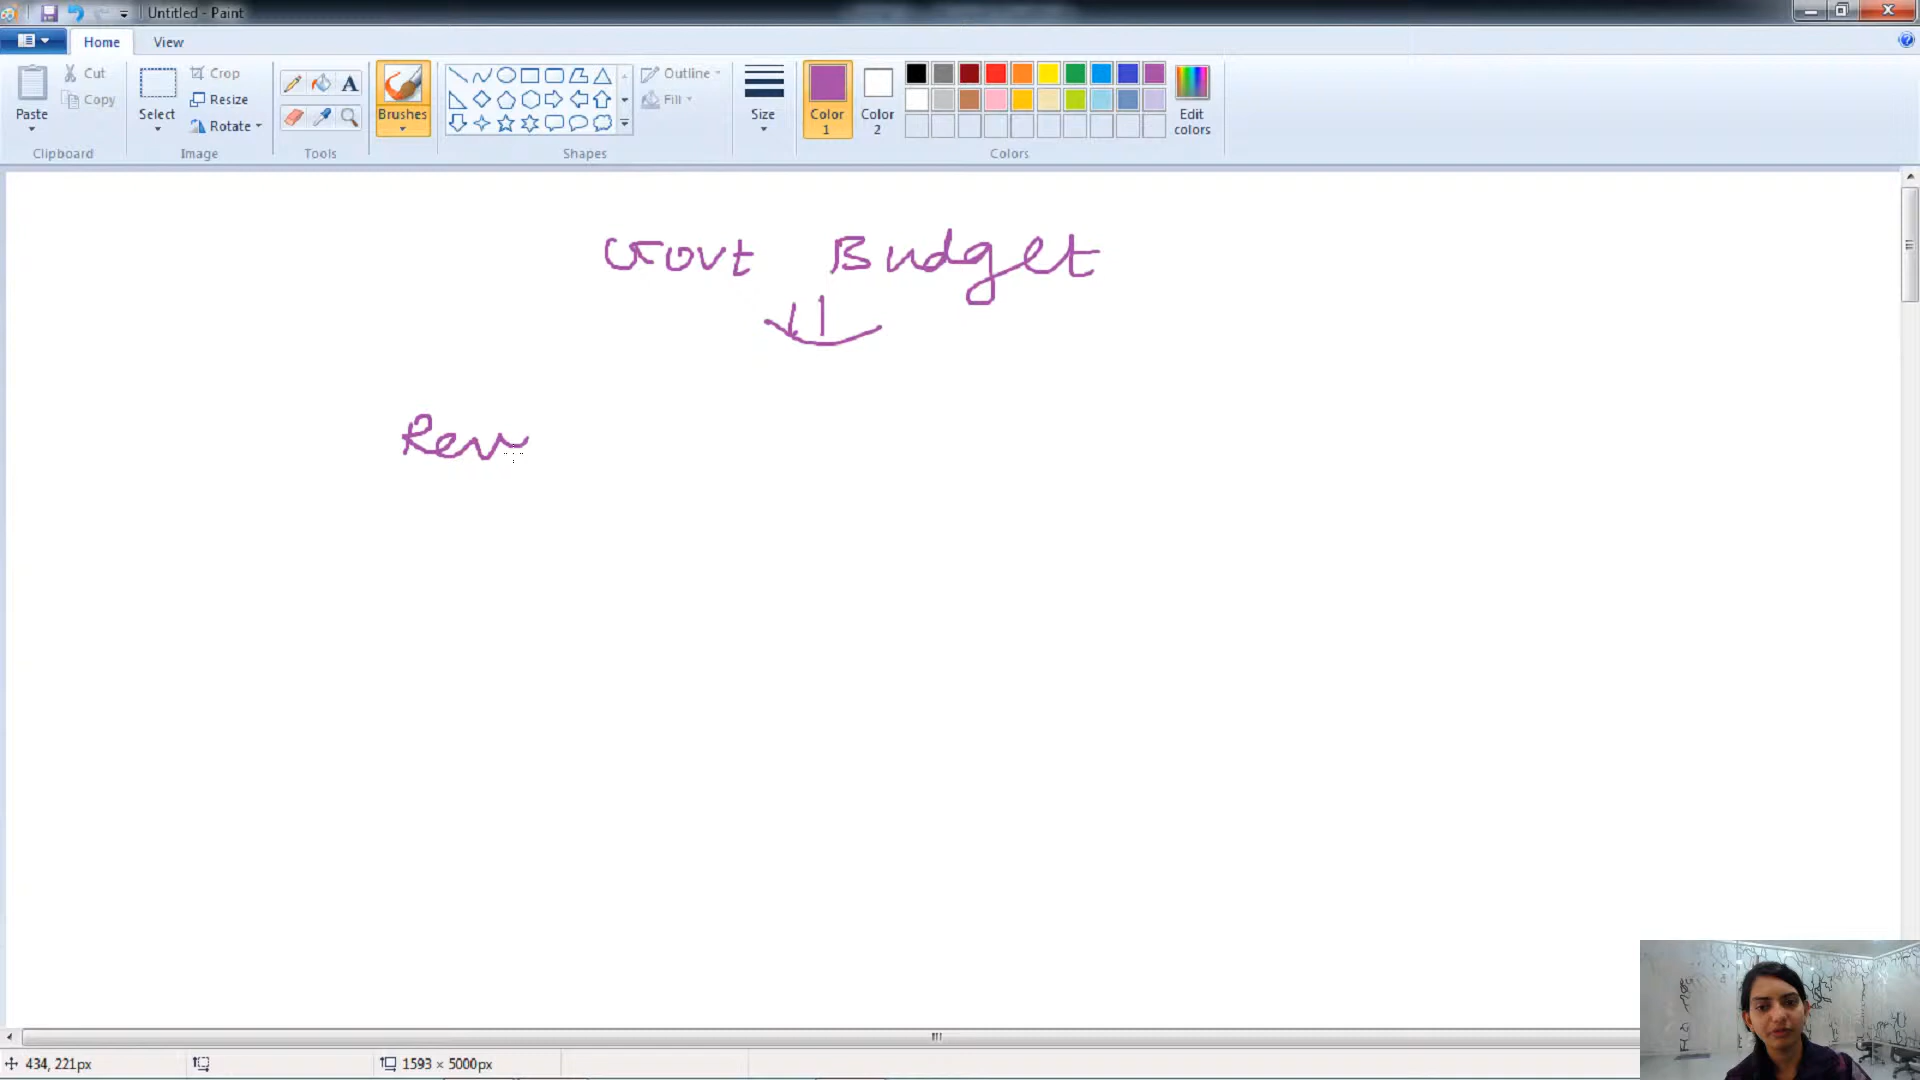 Untitled - Paint
Home View
Paste
Cut
Copy
Clipboard
Select
Crop
Resize
Rotate
Image
A
Tools
Brushes
Outline
Fill
Shapes
Size
Color 1
Color 2
Edit colors
Colors
Govt Budget
Rev
434, 221px
1593 × 5000px